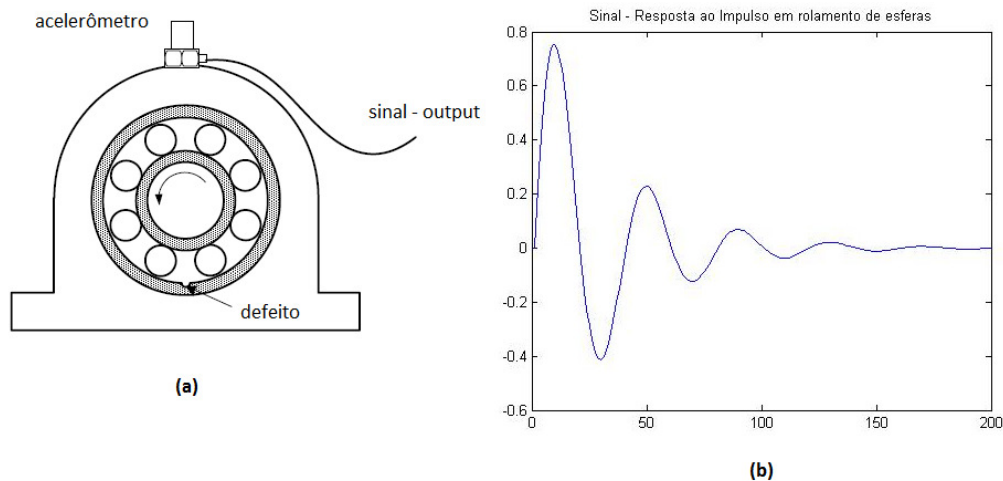 acelerômetro
sinal - output
defeito
(a)
Sinal - Resposta ao Impulso em rolamento de esferas
0.8
0.6
0.4
0.2
0
-0.2
-0.4
-0.6
0 50 100 150 200
(b)